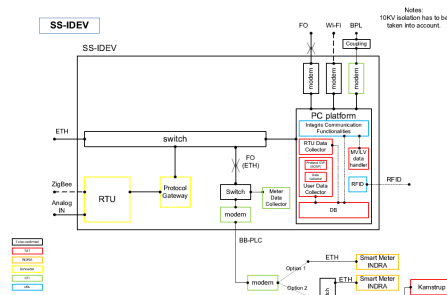 SS-IDEV
Notes:
10KV isolation has to be
taken into account.
FO
Wi-Fi
BPL
Coupling
SS-IDEV
modem
modem
modem
PC platform
Integris Communication
Functionalities
RTU Data
Collector
MV/LV
data
handler
User Data
Collector
RFID
RFID
DB
ETH
switch
FO
(ETH)
ZigBee
Analog
IN
RTU
Protocol
Gateway
Switch
Meter
Data
Collector
modem
BB-PLC
modem
Option 1
Option 2
ETH
Smart Meter
INDRA
ETH
Smart Meter
INDRA
INDRA